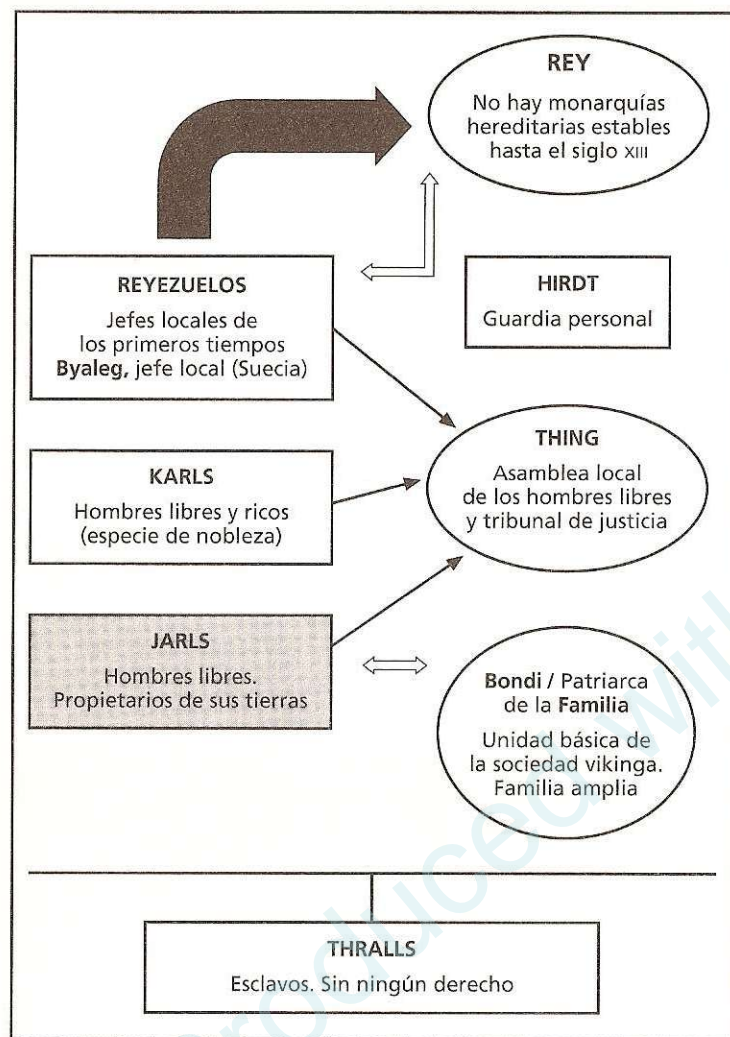 REY
No hay monarquías
hereditarias estables
hasta el siglo XIII
REYEZUELOS
Jefes locales de
los primeros tiempos
Byaleg, jefe local (Suecia)
HIRDT
Guardia personal
KARLS
Hombres libres y ricos
(especie de nobleza)
THING
Asamblea local
de los hombres libres
y tribunal de justicia
JARLS
Hombres libres.
Propietarios de sus tierras
Bondi / Patriarca
de la Familia
Unidad básica de
la sociedad vikinga.
Familia amplia
THRALLS
Esclavos. Sin ningún derecho